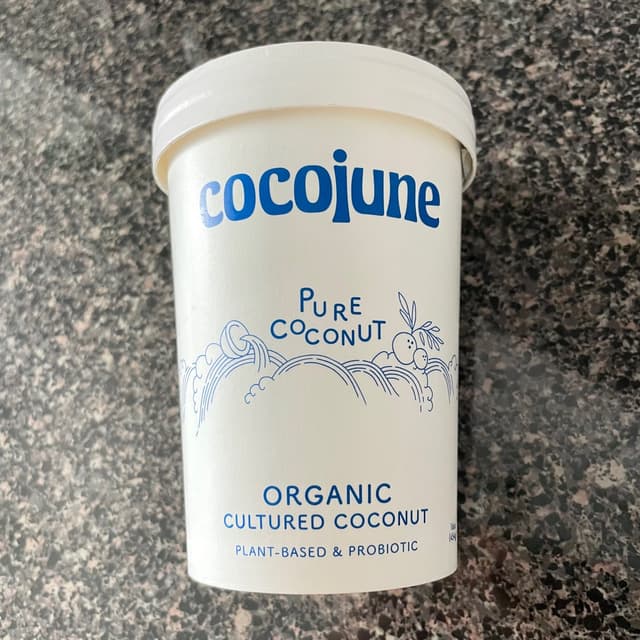 cocojune
PURE
COCONUT
ORGANIC
CULTURED COCONUT
PLANT-BASED & PROBIOTIC